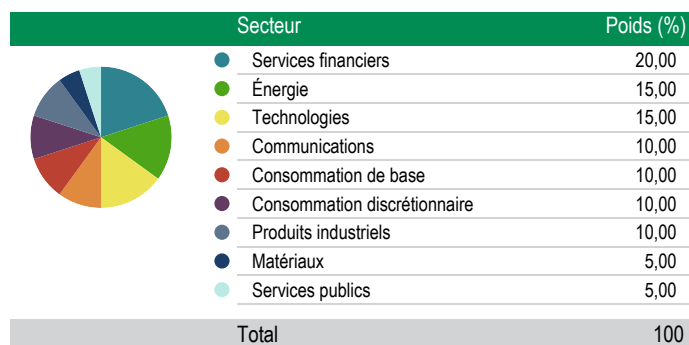 Secteur Poids (%)
Services financiers 20,00
Énergie 15,00
Technologies 15,00
Communications 10,00
Consommation de base 10,00
Consommation discrétionnaire 10,00
Produits industriels 10,00
Matériaux 5,00
Services publics 5,00
Total 100